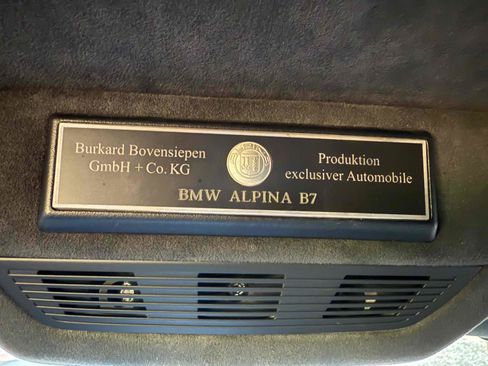 Burkard Bovensiepen
GmbH + Co. KG
Produktion
exclusiver Automobile
BMW ALPINA B7